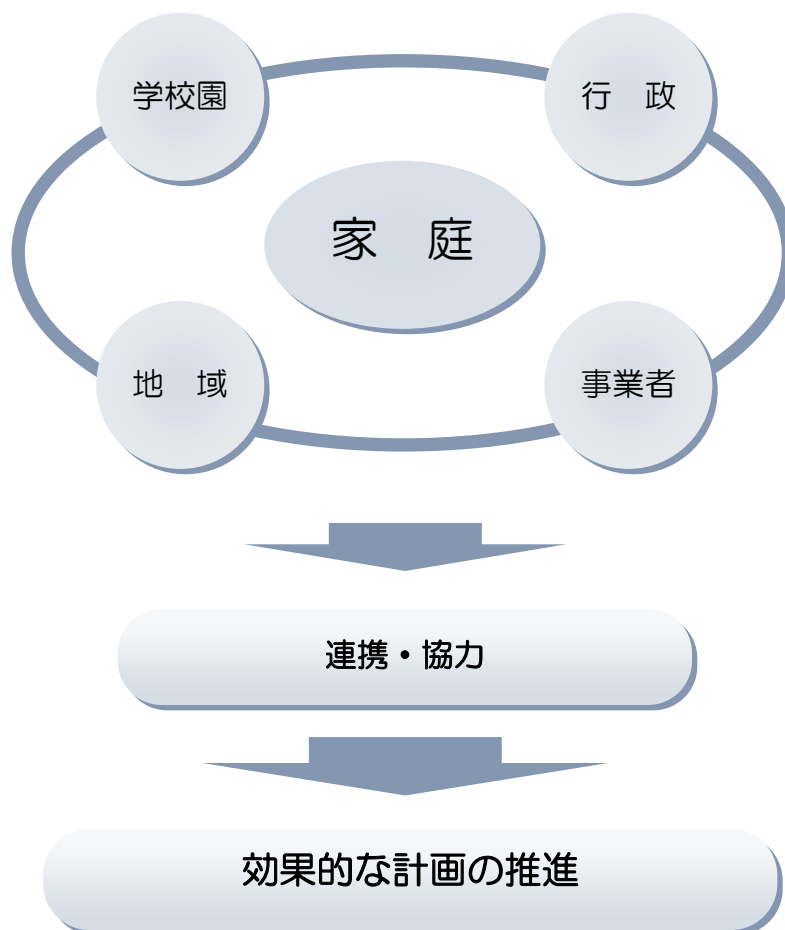 学校園
行　政
家　庭
地　域
事業者
連携・協力
効果的な計画の推進